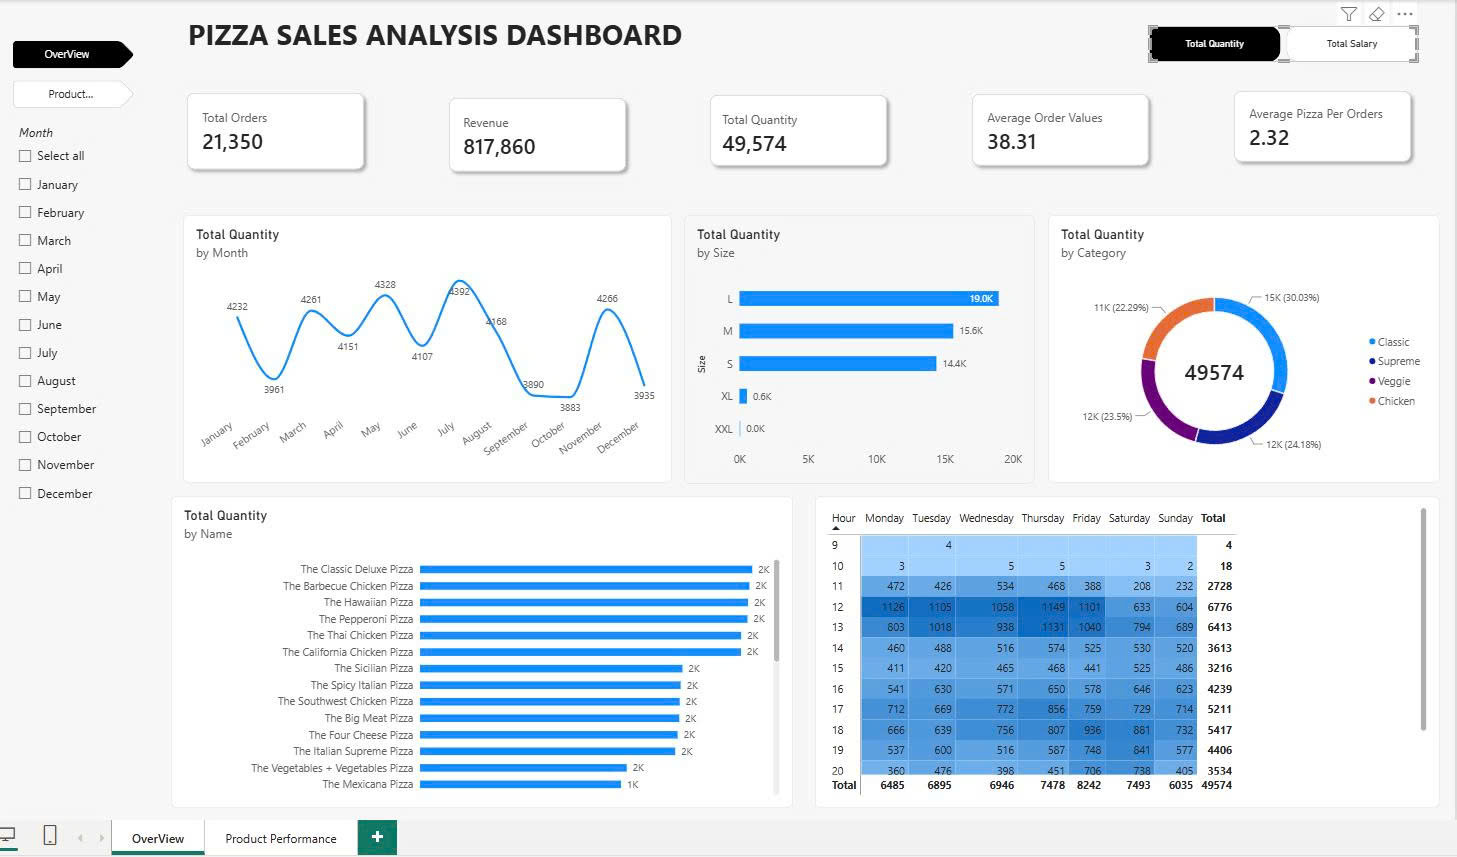 PIZZA SALES ANALYSIS DASHBOARD
Total Quantity
Total Salary
OverView
Product...
Month
Select all
January
February
March
April
May
June
July
August
September
October
November
December
Total Orders
21,350
Revenue
817,860
Total Quantity
49,574
Average Order Values
38.31
Average Pizza Per Orders
2.32
Total Quantity
by Month
4232
3961
4261
4151
4328
4107
4392
4168
3890
3883
4266
3935
January
February
March
April
May
June
July
August
September
October
November
December
Total Quantity
by Size
Size
L 19.0K
M 15.6K
S 14.4K
XL 0.6K
XXL 0.0K
0K 5K 10K 15K 20K
Total Quantity
by Category
11K (22.29%)
15K (30.03%)
12K (23.5%)
12K (24.18%)
49574
Classic
Supreme
Veggie
Chicken
Total Quantity
by Name
The Classic Deluxe Pizza 2K
The Barbecue Chicken Pizza 2K
The Hawaiian Pizza 2K
The Pepperoni Pizza 2K
The Thai Chicken Pizza 2K
The California Chicken Pizza 2K
The Sicilian Pizza 2K
The Spicy Italian Pizza 2K
The Southwest Chicken Pizza 2K
The Big Meat Pizza 2K
The Four Cheese Pizza 2K
The Italian Supreme Pizza 2K
The Vegetables + Vegetables Pizza 2K
The Mexicana Pizza 1K
Hour Monday Tuesday Wednesday Thursday Friday Saturday Sunday Total
9 4 4
10 3 5 5 3 2 18
11 472 426 534 468 388 208 232 2728
12 1126 1105 1058 1149 1101 633 604 6776
13 803 1018 938 1131 1040 794 689 6413
14 460 488 516 574 525 530 520 3613
15 411 420 465 468 441 525 486 3216
16 541 630 571 650 578 646 623 4239
17 712 669 772 856 759 729 714 5211
18 666 639 756 807 936 881 732 5417
19 537 600 516 587 748 841 577 4406
20 360 476 398 451 706 738 405 3534
Total 6485 6895 6946 7478 8242 7493 6035 49574
OverView
Product Performance
+